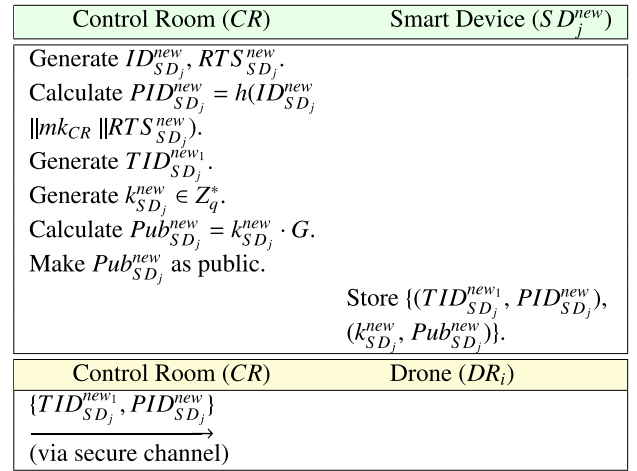 Control Room (CR) Smart Device (SD_j^{new})
Generate ID_{SD_j}^{new}, RTS_{SD_j}^{new}.
Calculate PID_{SD_j}^{new} = h(ID_{SD_j}^{new}
||mk_{CR} ||RTS_{SD_j}^{new}).
Generate TID_{SD_j}^{new_1}.
Generate k_{SD_j}^{new} ∈ Z_q^*.
Calculate Pub_{SD_j}^{new} = k_{SD_j}^{new} · G.
Make Pub_{SD_j}^{new} as public.
Store {(TID_{SD_j}^{new_1}, PID_{SD_j}^{new}),
(k_{SD_j}^{new}, Pub_{SD_j}^{new})}.
Control Room (CR) Drone (DR_i)
{TID_{SD_j}^{new_1}, PID_{SD_j}^{new}}
(via secure channel)